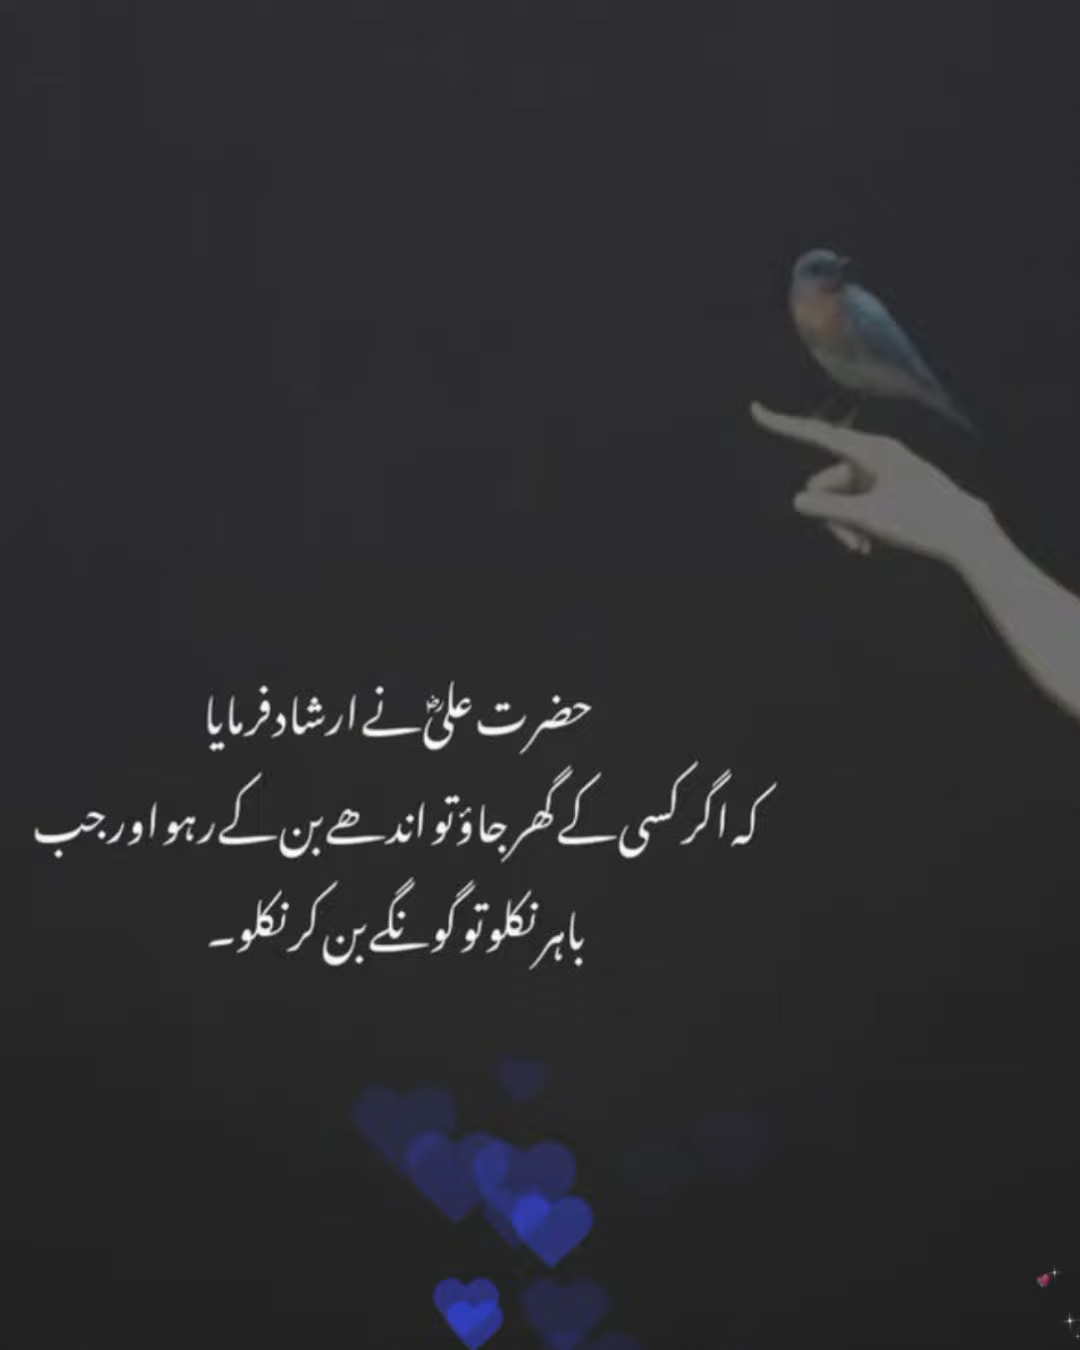 حضرت علیؓ نے ارشاد فرمایا
کہ اگر کسی کے گھر جاؤ تو اندھے بن کے رہو اور جب
باہر نکلو تو گونگے بن کر نکلو۔